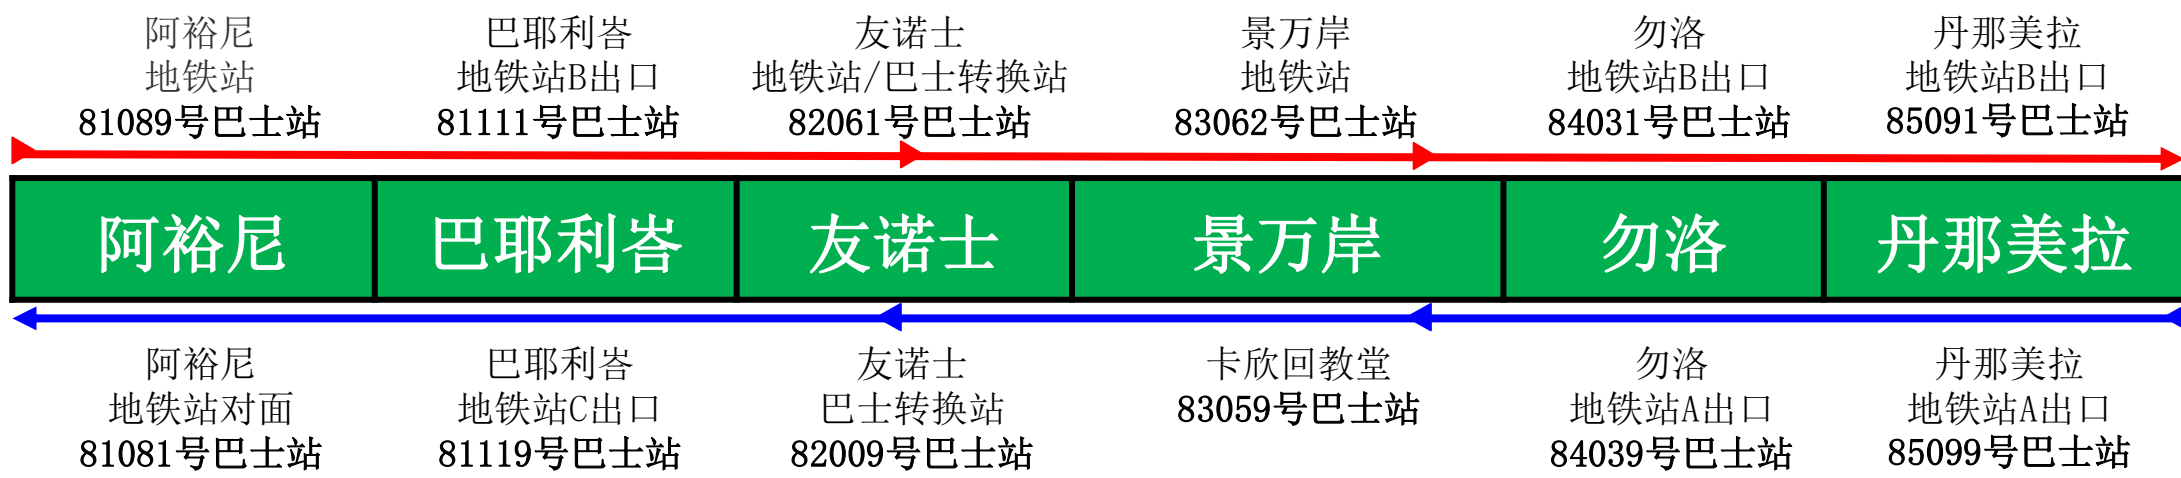 阿裕尼
地铁站
81089号巴士站
巴耶利峇
地铁站B出口
81111号巴士站
友诺士
地铁站/巴士转换站
82061号巴士站
景万岸
地铁站
83062号巴士站
勿洛
地铁站B出口
84031号巴士站
丹那美拉
地铁站B出口
85091号巴士站
阿裕尼
巴耶利峇
友诺士
景万岸
勿洛
丹那美拉
阿裕尼
地铁站对面
81081号巴士站
巴耶利峇
地铁站C出口
81119号巴士站
友诺士
巴士转换站
82009号巴士站
卡欣回教堂
83059号巴士站
勿洛
地铁站A出口
84039号巴士站
丹那美拉
地铁站A出口
85099号巴士站